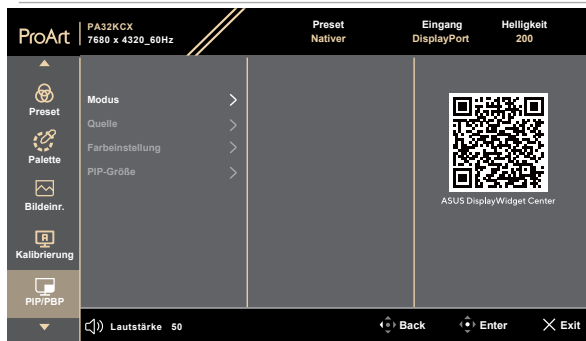 ProArt
PA32KCX
7680 x 4320_60Hz
Preset
Nativer
Eingang
DisplayPort
Helligkeit
200
Preset
Palette
Bildeinr.
Kalibrierung
PIP/PBP
Modus
Quelle
Farbeinstellung
PIP-Größe
ASUS DisplayWidget Center
Lautstärke 50
Back
Enter
Exit